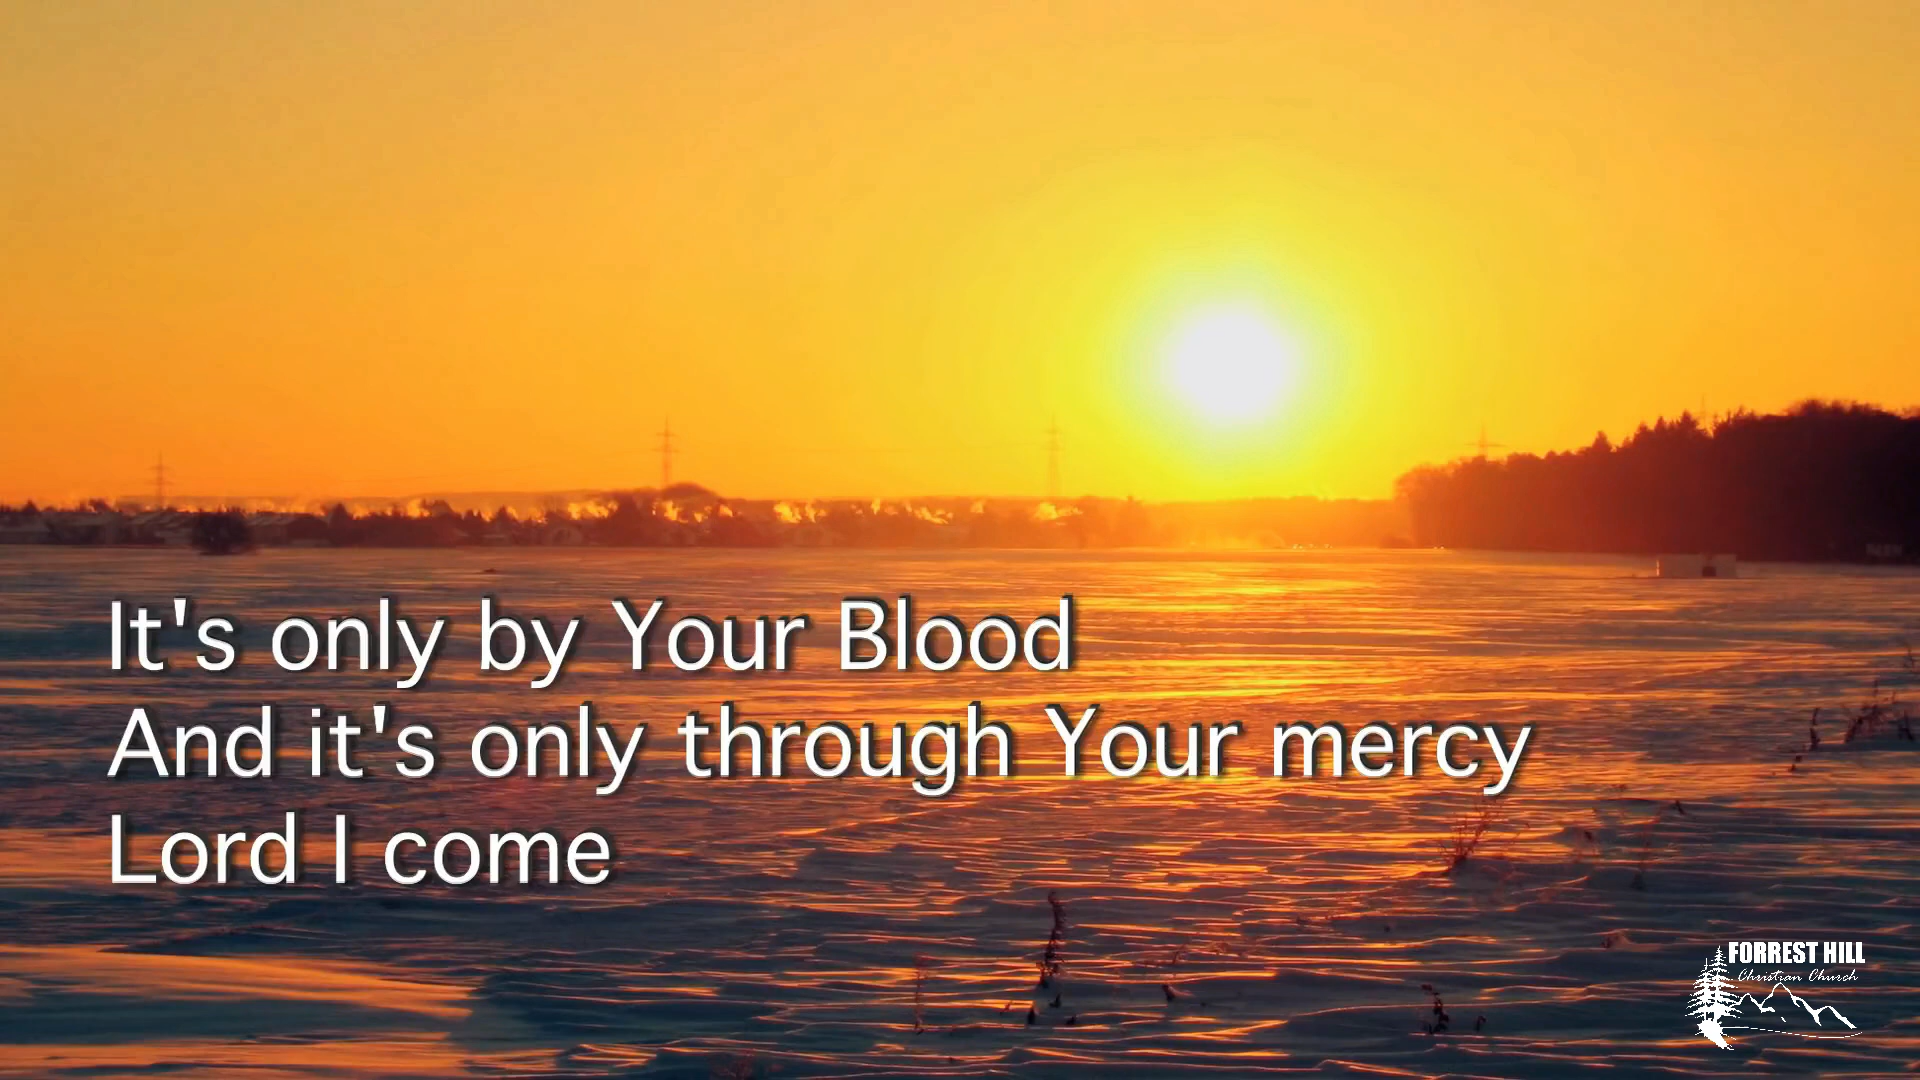 It's only by Your Blood
And it's only through Your mercy
Lord I come
FORREST HILL
Christian Church